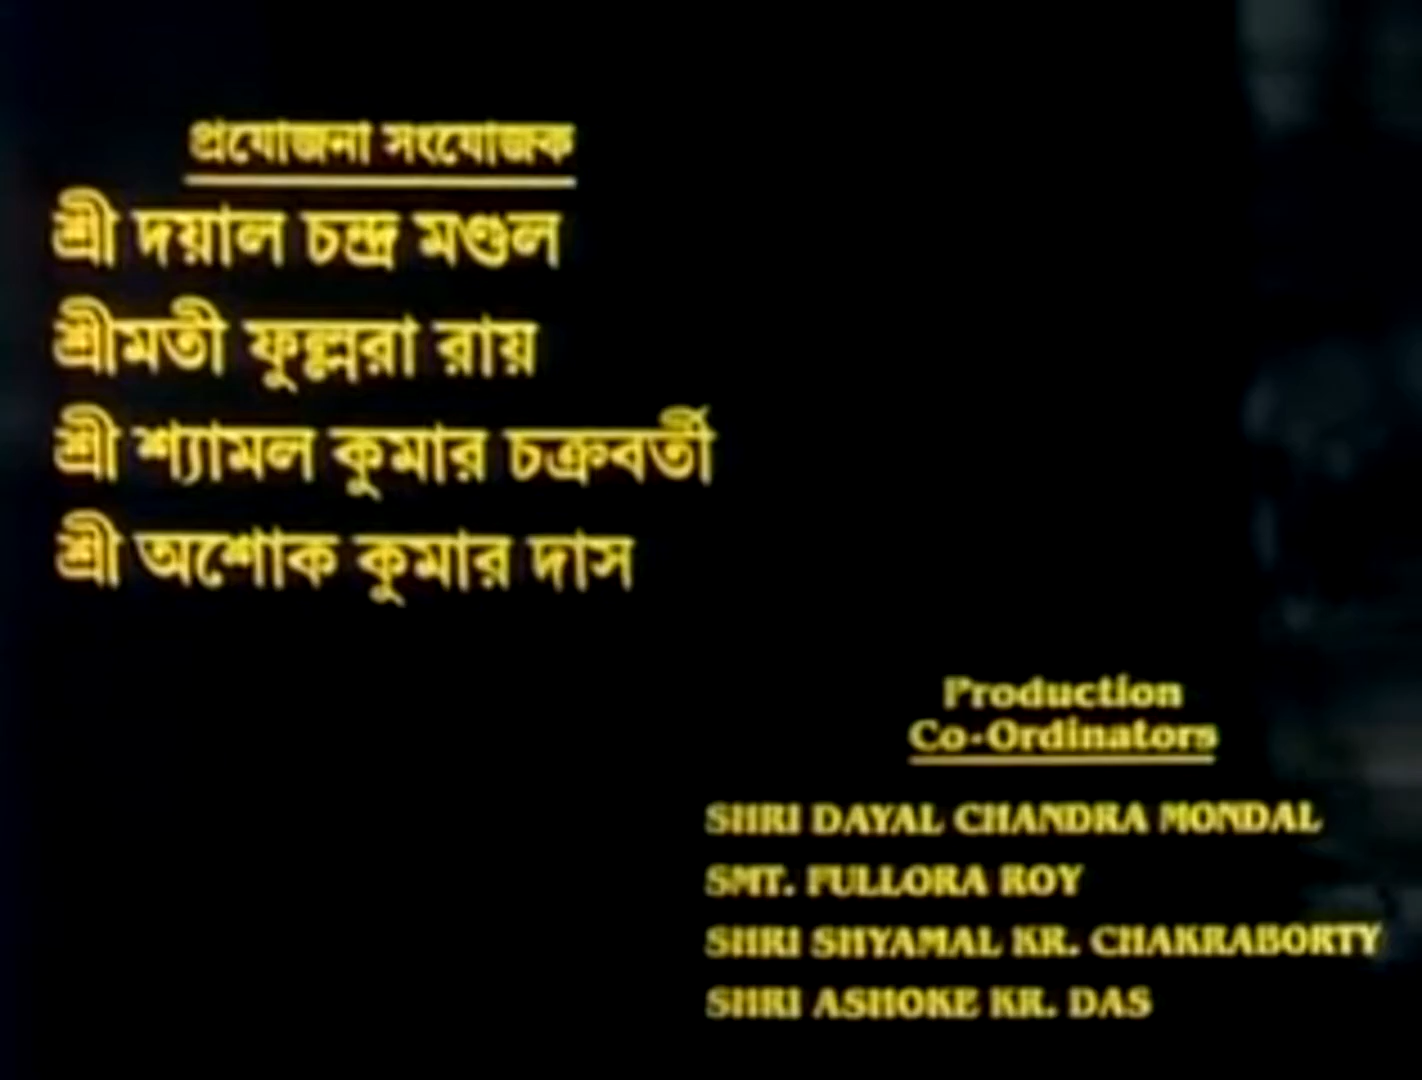 প্রযোজনা সংযোজক
শ্রী দয়াল চন্দ্র মণ্ডল
শ্রীমতী ফুল্লরা রায়
শ্রী শ্যামল কুমার চক্রবর্তী
শ্রী অশোক কুমার দাস
Production
Co-Ordinators
SHRI DAYAL CHANDRA MONDAL
SMT. FULLORA ROY
SHRI SHYAMAL KR. CHAKRABORTY
SHRI ASHOKE KR. DAS